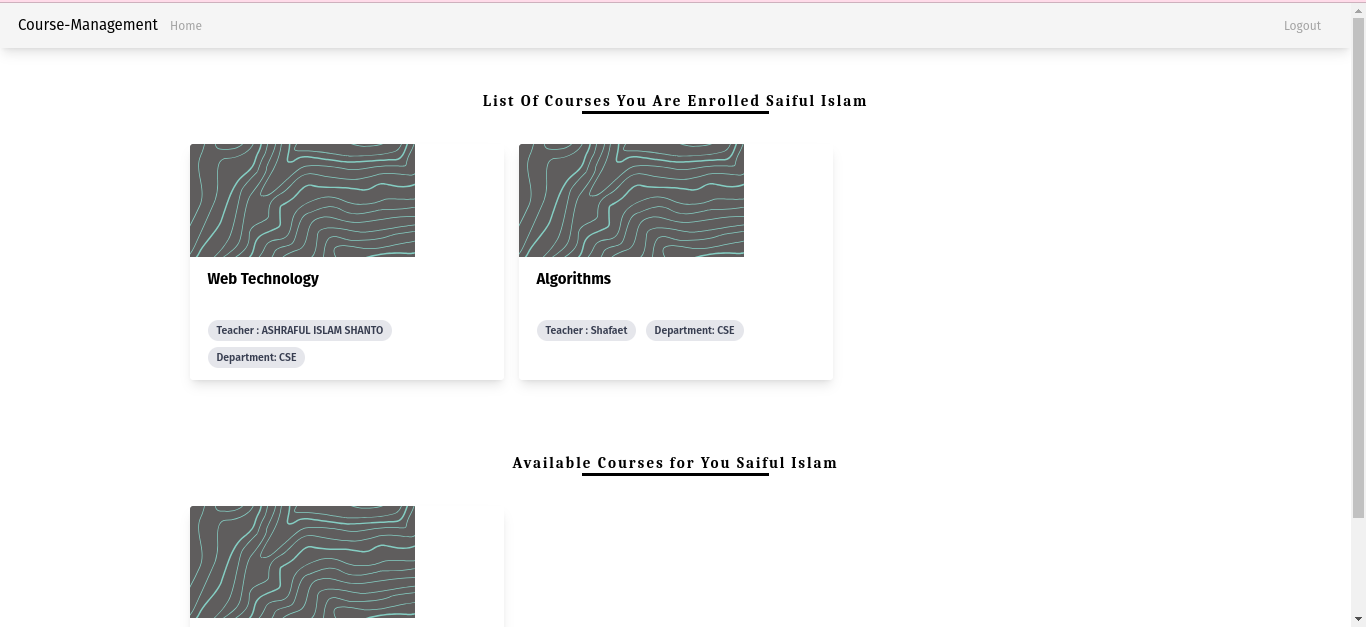 Course-Management Home Logout
List Of Courses You Are Enrolled Saiful Islam
Web Technology
Teacher : ASHRAFUL ISLAM SHANTO
Department: CSE
Algorithms
Teacher : Shafaet Department: CSE
Available Courses for You Saiful Islam